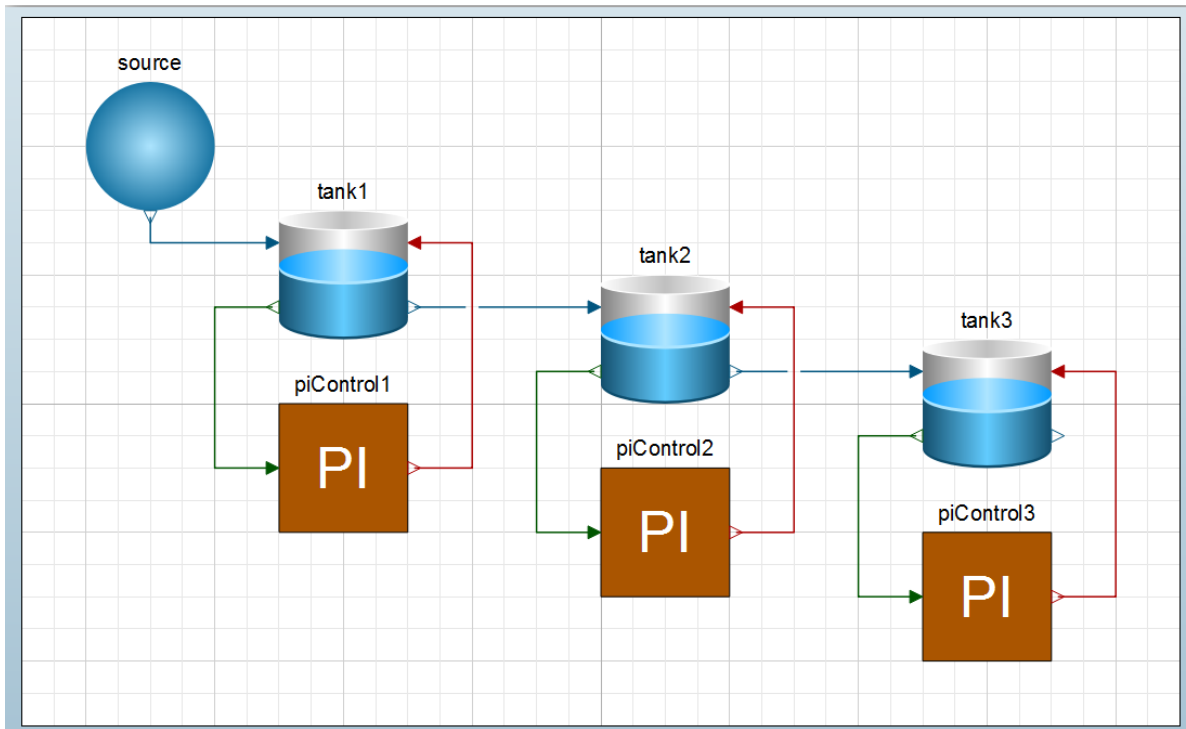 source
tank1
tank2
tank3
piControl1
PI
piControl2
PI
piControl3
PI